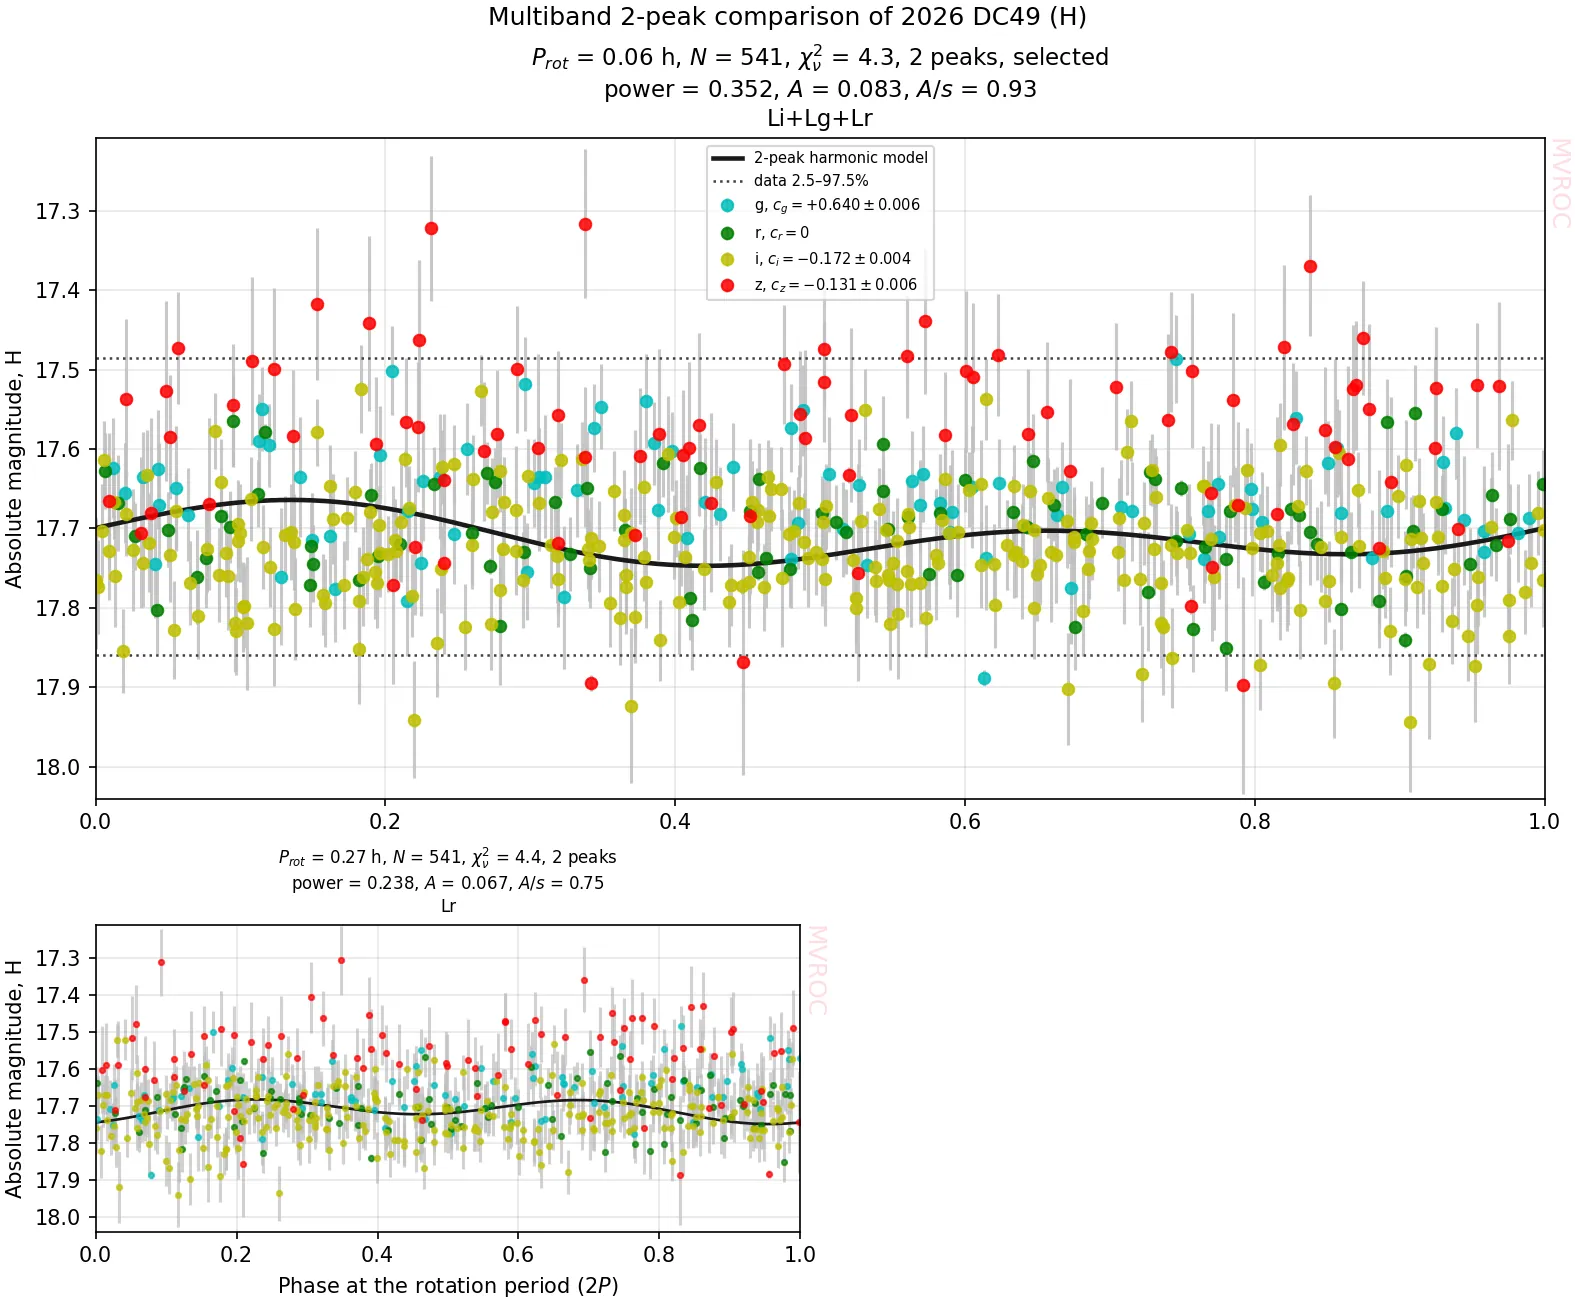 Multiband 2-peak comparison of 2026 DC49 (H)
P_rot = 0.06 h, N = 541, χ²_ν = 4.3, 2 peaks, selected
power = 0.352, A = 0.083, A/s = 0.93
Li+Lg+Lr
2-peak harmonic model
data 2.5–97.5%
g, c_g = +0.640 ± 0.006
r, c_r = 0
i, c_i = −0.172 ± 0.004
z, c_z = −0.131 ± 0.006
MVROC
Absolute magnitude, H
17.3
17.4
17.5
17.6
17.7
17.8
17.9
18.0
0.0 0.2 0.4 0.6 0.8 1.0
P_rot = 0.27 h, N = 541, χ²_ν = 4.4, 2 peaks
power = 0.238, A = 0.067, A/s = 0.75
Lr
MVROC
Absolute magnitude, H
17.3
17.4
17.5
17.6
17.7
17.8
17.9
18.0
0.0 0.2 0.4 0.6 0.8 1.0
Phase at the rotation period (2P)